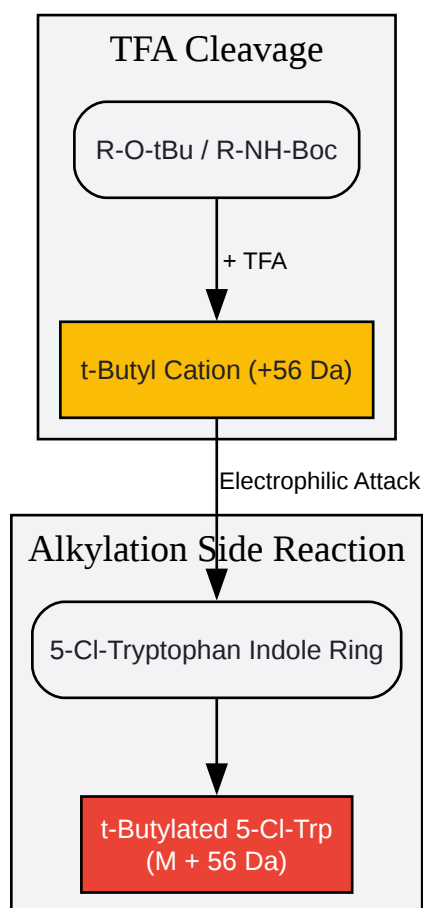 TFA Cleavage
R-O-tBu / R-NH-Boc
+ TFA
t-Butyl Cation (+56 Da)
Electrophilic Attack
Alkylation Side Reaction
5-Cl-Tryptophan Indole Ring
t-Butylated 5-Cl-Trp
(M + 56 Da)